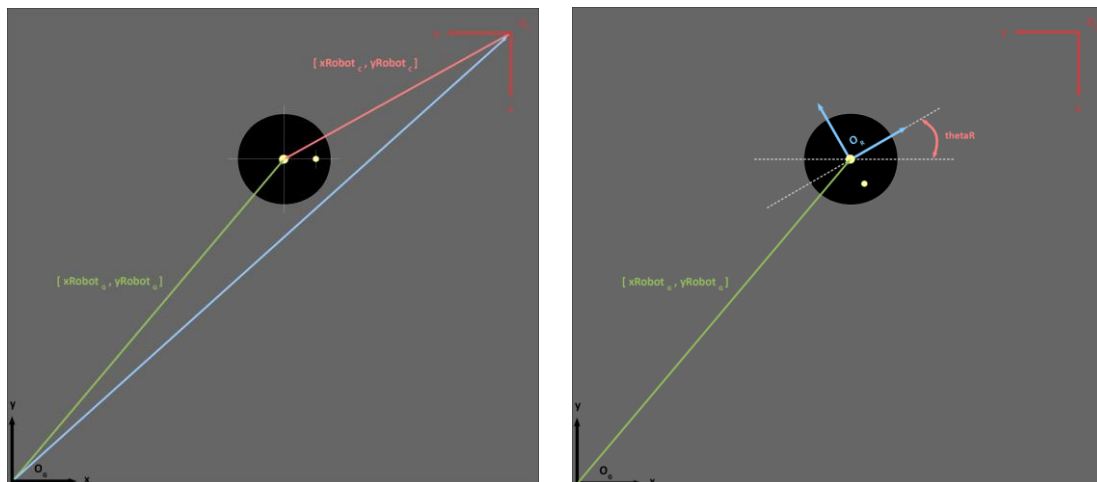 [ xRobot c , yRobot c ]
[ xRobot G , yRobot G ]
y
O G
x
thetaR
O R
[ xRobot G , yRobot G ]
y
O G
x